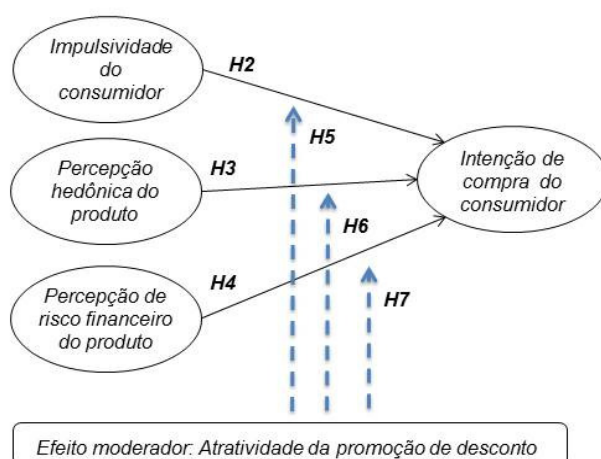 Impulsividade
do
consumidor
H2
H5
Percepção
hedônica do
produto
H3
Intenção de
compra do
consumidor
H6
Percepção de
risco financeiro
do produto
H4
H7
Efeito moderador: Atratividade da promoção de desconto